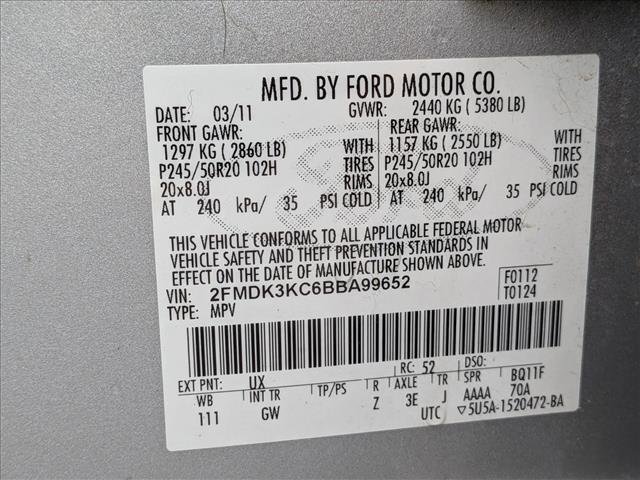 MFD. BY FORD MOTOR CO.
DATE: 03/11 GVWR: 2440 KG ( 5380 LB)
FRONT GAWR: REAR GAWR:
1297 KG ( 2860 LB) WITH 1157 KG ( 2550 LB) WITH
P245/50R20 102H TIRES P245/50R20 102H TIRES
20x8.0J RIMS 20x8.0J RIMS
AT 240 kPa/ 35 PSI COLD AT 240 kPa/ 35 PSI COLD
THIS VEHICLE CONFORMS TO ALL APPLICABLE FEDERAL MOTOR
VEHICLE SAFETY AND THEFT PREVENTION STANDARDS IN
EFFECT ON THE DATE OF MANUFACTURE SHOWN ABOVE.
VIN: 2FMDK3KC6BBA99652 F0112
TYPE: MPV T0124
EXT PNT: UX RC: 52 DSO:
WB INT TR TP/PS R AXLE TR SPR BQ11F
111 GW Z 3E J AAAA 70A
UTC ▽5U5A-1520472-BA
Ford